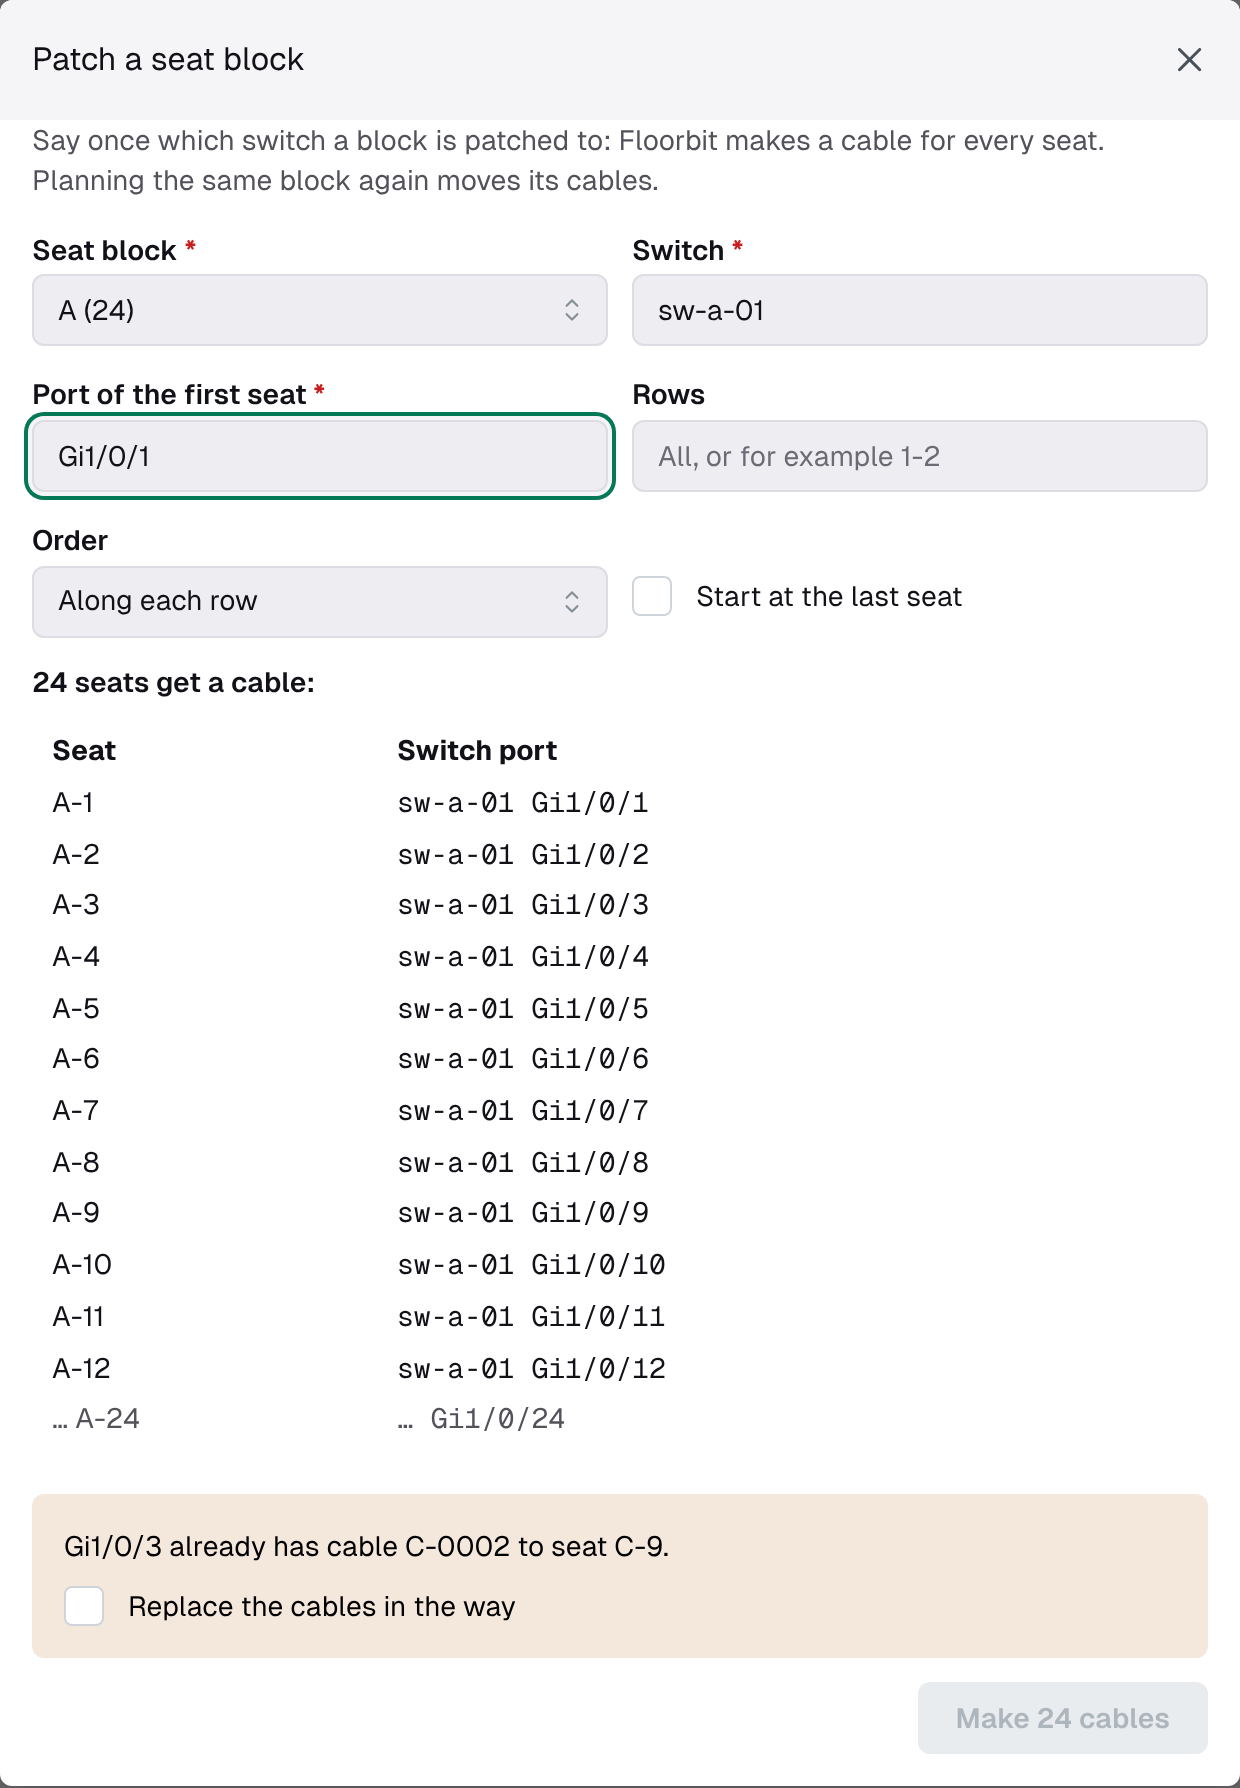 Patch a seat block
Say once which switch a block is patched to: Floorbit makes a cable for every seat.
Planning the same block again moves its cables.
Seat block *
Switch *
A (24)
sw-a-01
Port of the first seat *
Rows
Gi1/0/1
All, or for example 1-2
Order
Along each row
Start at the last seat
24 seats get a cable:
Seat Switch port
A-1 sw-a-01 Gi1/0/1
A-2 sw-a-01 Gi1/0/2
A-3 sw-a-01 Gi1/0/3
A-4 sw-a-01 Gi1/0/4
A-5 sw-a-01 Gi1/0/5
A-6 sw-a-01 Gi1/0/6
A-7 sw-a-01 Gi1/0/7
A-8 sw-a-01 Gi1/0/8
A-9 sw-a-01 Gi1/0/9
A-10 sw-a-01 Gi1/0/10
A-11 sw-a-01 Gi1/0/11
A-12 sw-a-01 Gi1/0/12
… A-24 … Gi1/0/24
Gi1/0/3 already has cable C-0002 to seat C-9.
Replace the cables in the way
Make 24 cables